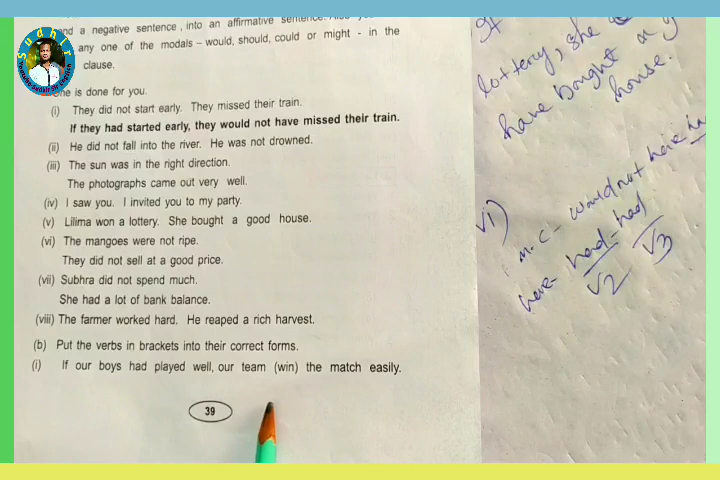 Sudhir
and a negative sentence, into an affirmative sentence.
any one of the modals – would, should, could or might - in the
clause.
One is done for you.
(i) They did not start early. They missed their train.
If they had started early, they would not have missed their train.
(ii) He did not fall into the river. He was not drowned.
(iii) The sun was in the right direction.
The photographs came out very well.
(iv) I saw you. I invited you to my party.
(v) Lilima won a lottery. She bought a good house.
(vi) The mangoes were not ripe.
They did not sell at a good price.
(vii) Subhra did not spend much.
She had a lot of bank balance.
(viii) The farmer worked hard. He reaped a rich harvest.
(b) Put the verbs in brackets into their correct forms.
(i) If our boys had played well, our team (win) the match easily.
39
lottery, she
have bought a
house.
vi)
M.C - would not have
have - had - had
V2 V3